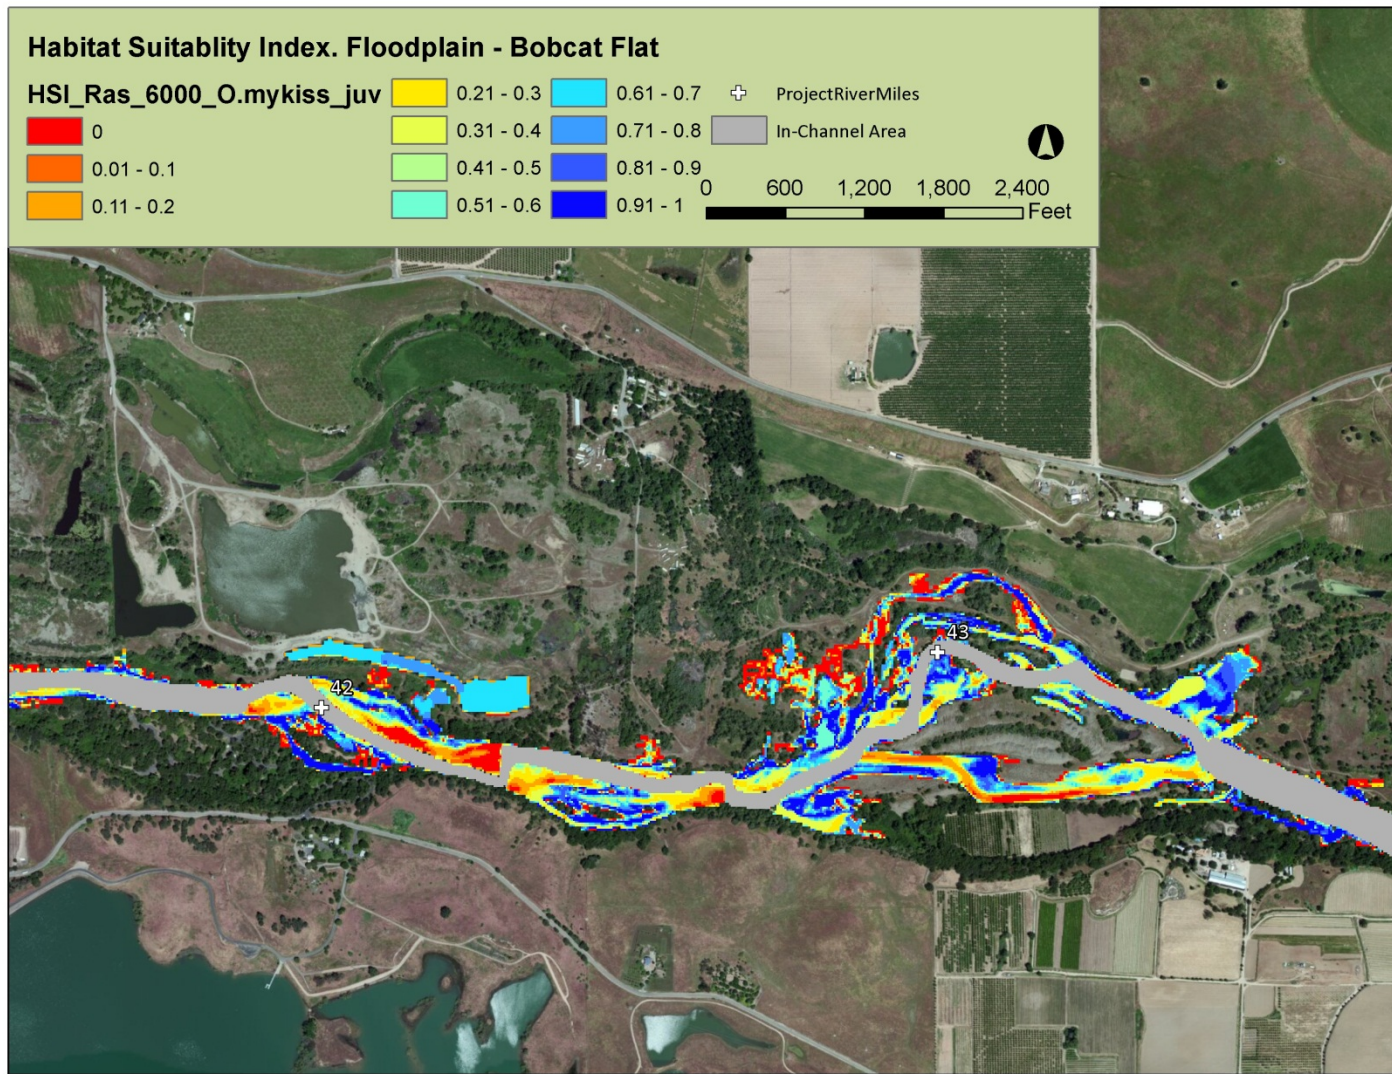 Habitat Suitablity Index. Floodplain - Bobcat Flat
HSI_Ras_6000_O.mykiss_juv
0
0.01 - 0.1
0.11 - 0.2
0.21 - 0.3
0.31 - 0.4
0.41 - 0.5
0.51 - 0.6
0.61 - 0.7
0.71 - 0.8
0.81 - 0.9
0.91 - 1
ProjectRiverMiles
In-Channel Area
0 600 1,200 1,800 2,400
Feet
43
42